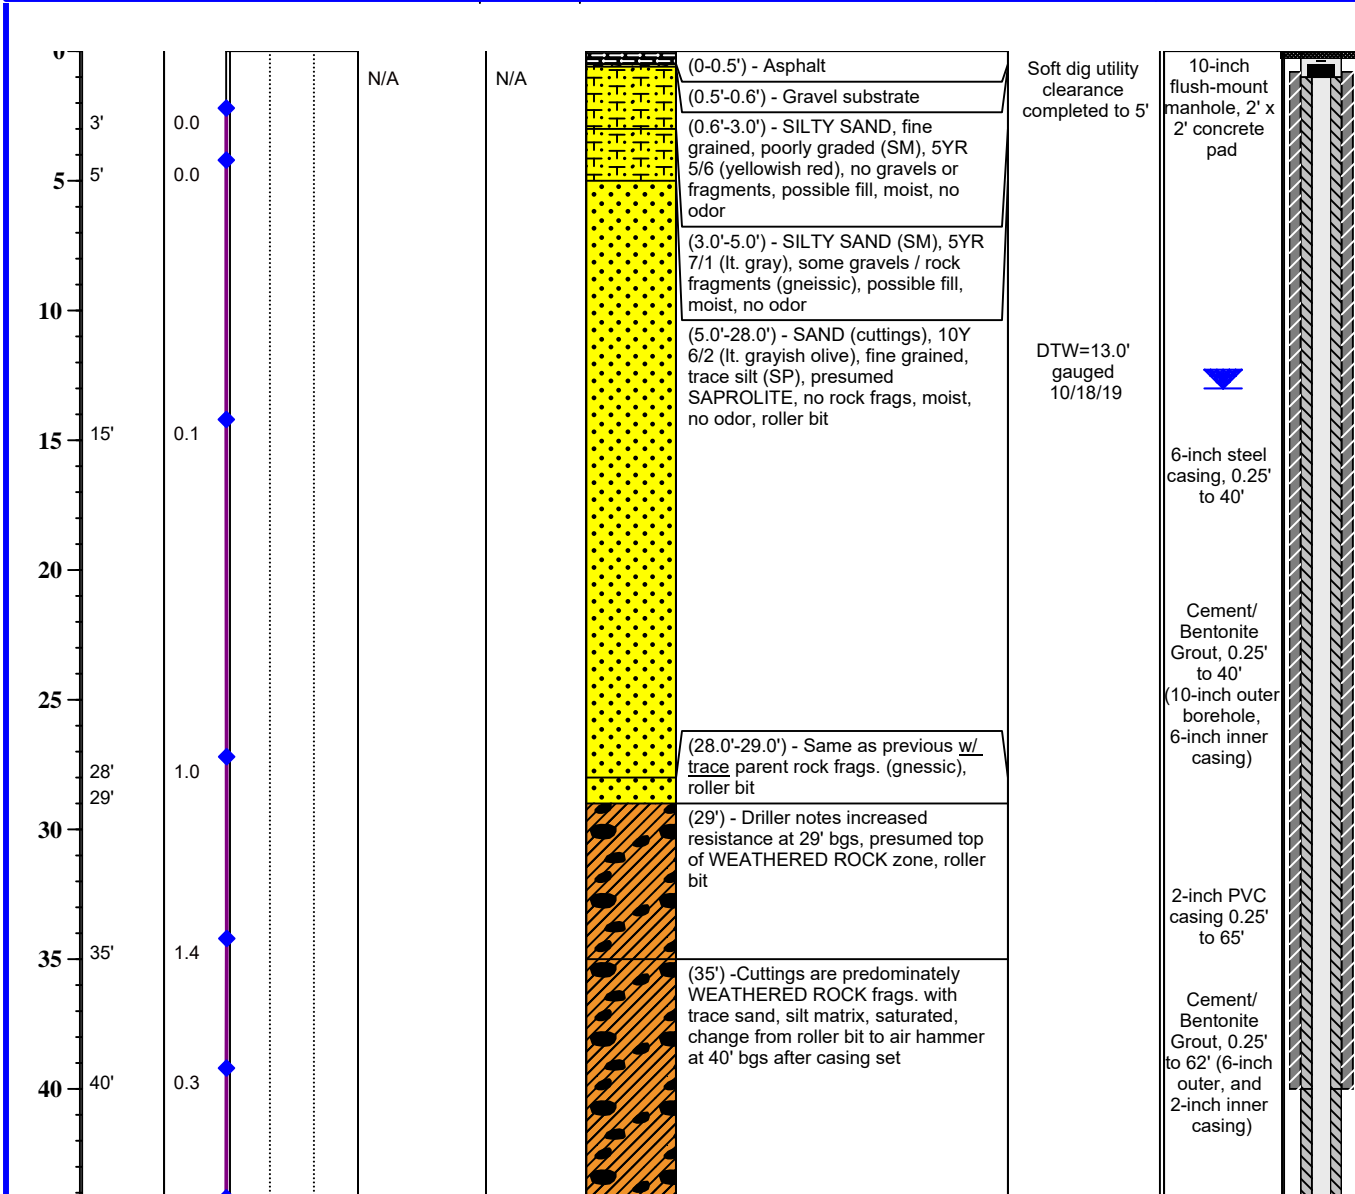 0
N/A
N/A
(0-0.5') - Asphalt
(0.5'-0.6') - Gravel substrate
(0.6'-3.0') - SILTY SAND, fine
grained, poorly graded (SM), 5YR
5/6 (yellowish red), no gravels or
fragments, possible fill, moist, no
odor
(3.0'-5.0') - SILTY SAND (SM), 5YR
7/1 (lt. gray), some gravels / rock
fragments (gneissic), possible fill,
moist, no odor
(5.0'-28.0') - SAND (cuttings), 10Y
6/2 (lt. grayish olive), fine grained,
trace silt (SP), presumed
SAPROLITE, no rock frags, moist,
no odor, roller bit
(28.0'-29.0') - Same as previous w/
trace parent rock frags. (gnessic),
roller bit
(29') - Driller notes increased
resistance at 29' bgs, presumed top
of WEATHERED ROCK zone, roller
bit
(35') -Cuttings are predominately
WEATHERED ROCK frags. with
trace sand, silt matrix, saturated,
change from roller bit to air hammer
at 40' bgs after casing set
Soft dig utility
clearance
completed to 5'
DTW=13.0'
gauged
10/18/19
10-inch
flush-mount
manhole, 2' x
2' concrete
pad
6-inch steel
casing, 0.25'
to 40'
Cement/
Bentonite
Grout, 0.25'
to 40'
(10-inch outer
borehole,
6-inch inner
casing)
2-inch PVC
casing 0.25'
to 65'
Cement/
Bentonite
Grout, 0.25'
to 62' (6-inch
outer, and
2-inch inner
casing)
3' 0.0
5 5' 0.0
10
15 15' 0.1
20
25
28' 1.0
29'
30
35 35' 1.4
40 40' 0.3